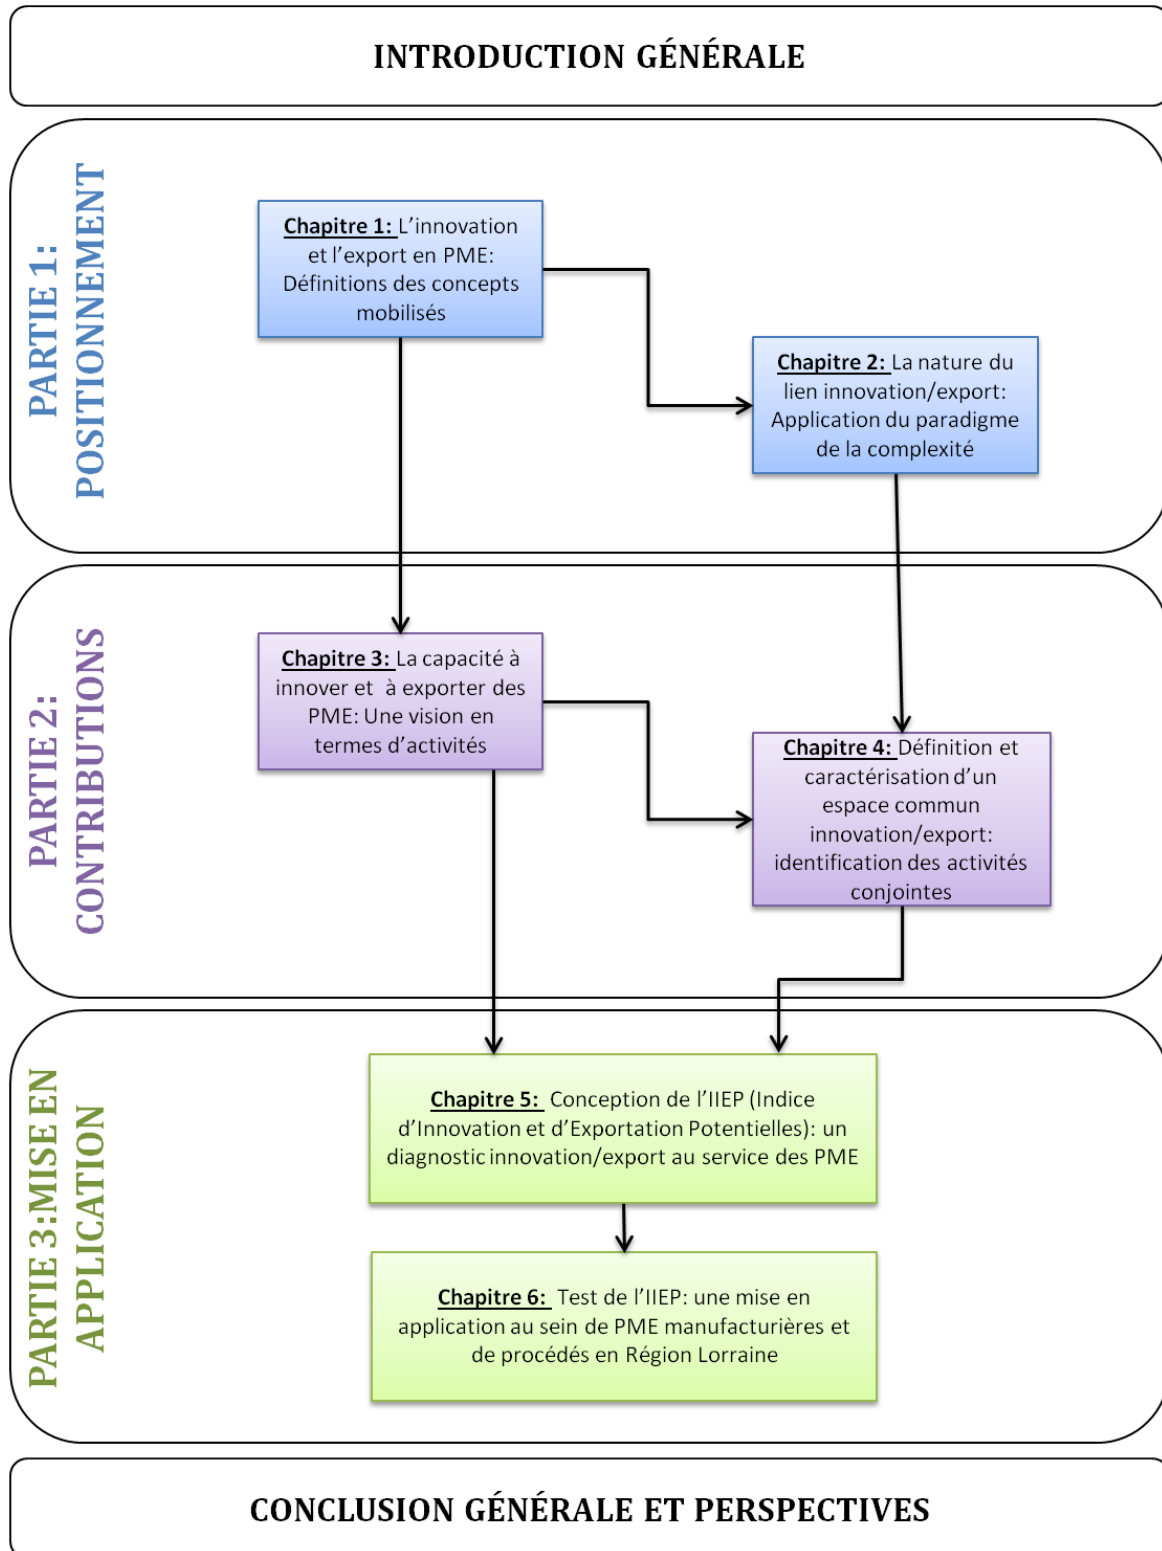 INTRODUCTION GÉNÉRALE
PARTIE 1:
POSITIONNEMENT
Chapitre 1: L’innovation
et l’export en PME:
Définitions des concepts
mobilisés
Chapitre 2: La nature du
lien innovation/export:
Application du paradigme
de la complexité
PARTIE 2:
CONTRIBUTIONS
Chapitre 3: La capacité à
innover et à exporter des
PME: Une vision en
termes d’activités
Chapitre 4: Définition et
caractérisation d’un
espace commun
innovation/export:
identification des activités
conjointes
PARTIE 3:MISE EN
APPLICATION
Chapitre 5: Conception de l’IIEP (Indice
d’Innovation et d’Exportation Potentielles): un
diagnostic innovation/export au service des PME
Chapitre 6: Test de l’IIEP: une mise en
application au sein de PME manufacturières et
de procédés en Région Lorraine
CONCLUSION GÉNÉRALE ET PERSPECTIVES